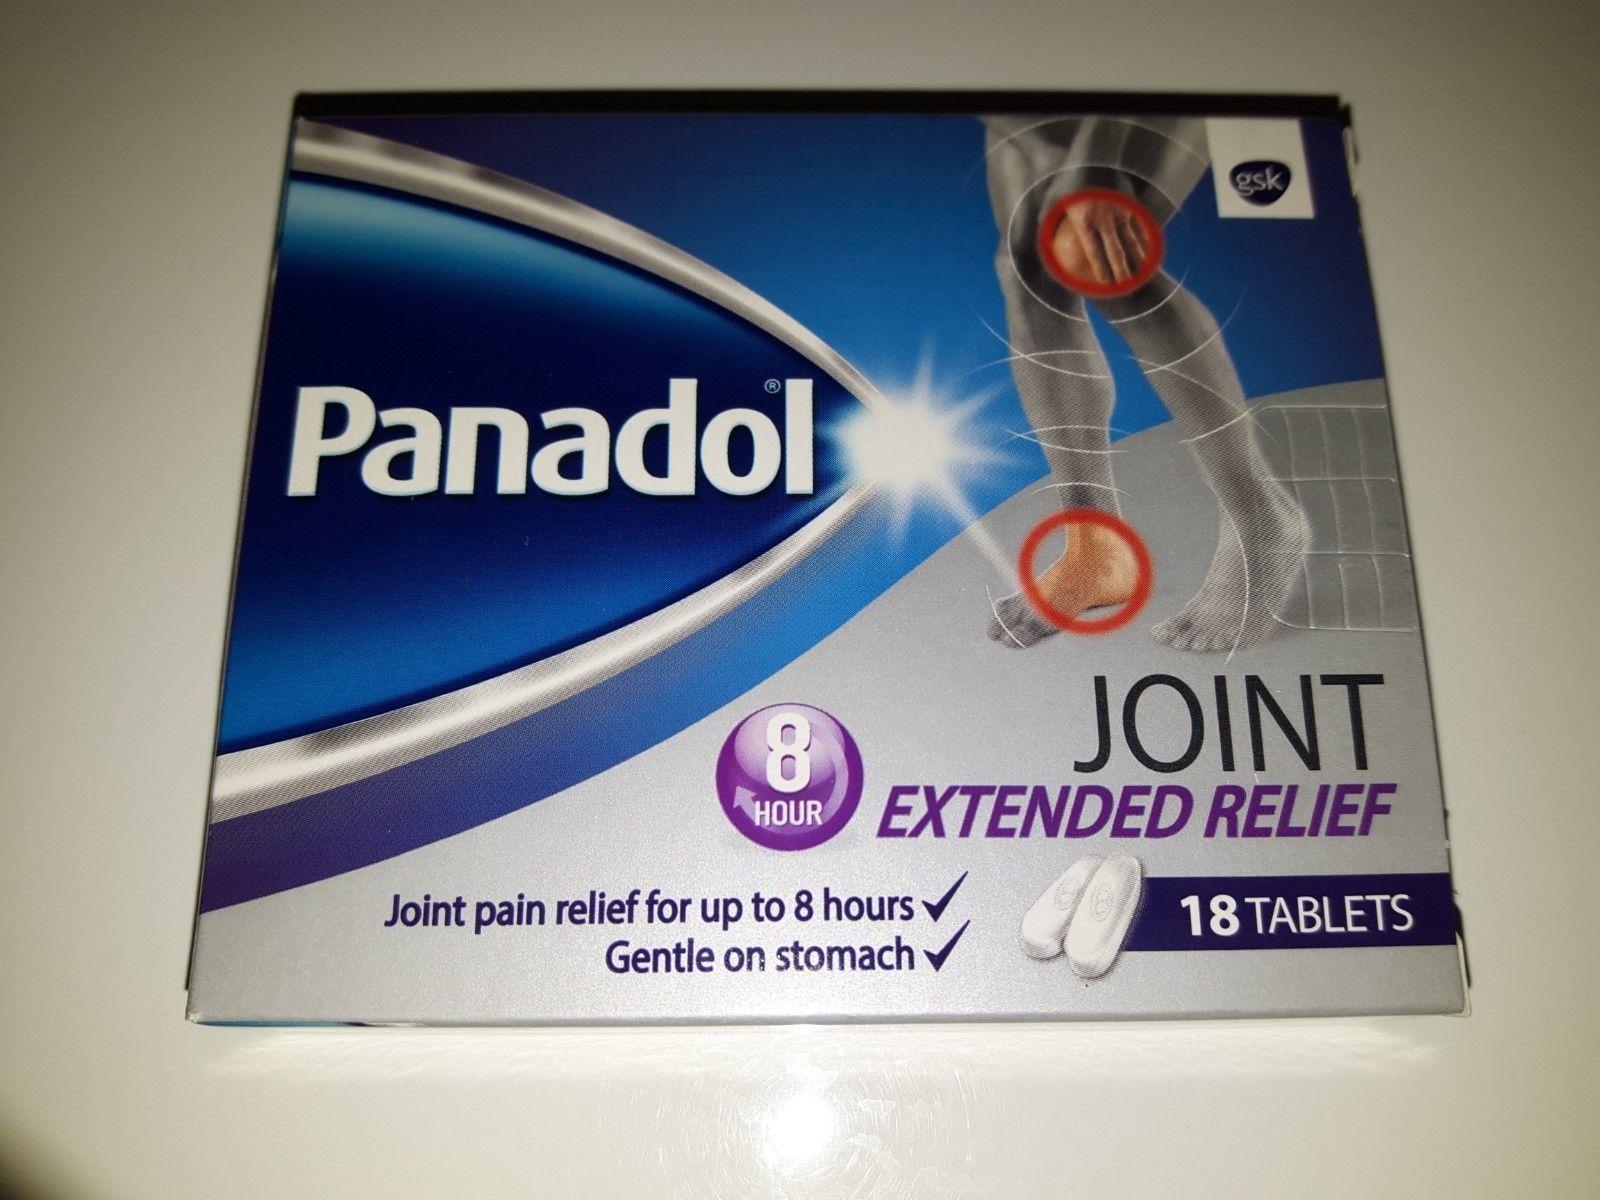 gsk
Panadol®
8
HOUR
JOINT
EXTENDED RELIEF
Joint pain relief for up to 8 hours ✓
Gentle on stomach ✓
18 TABLETS